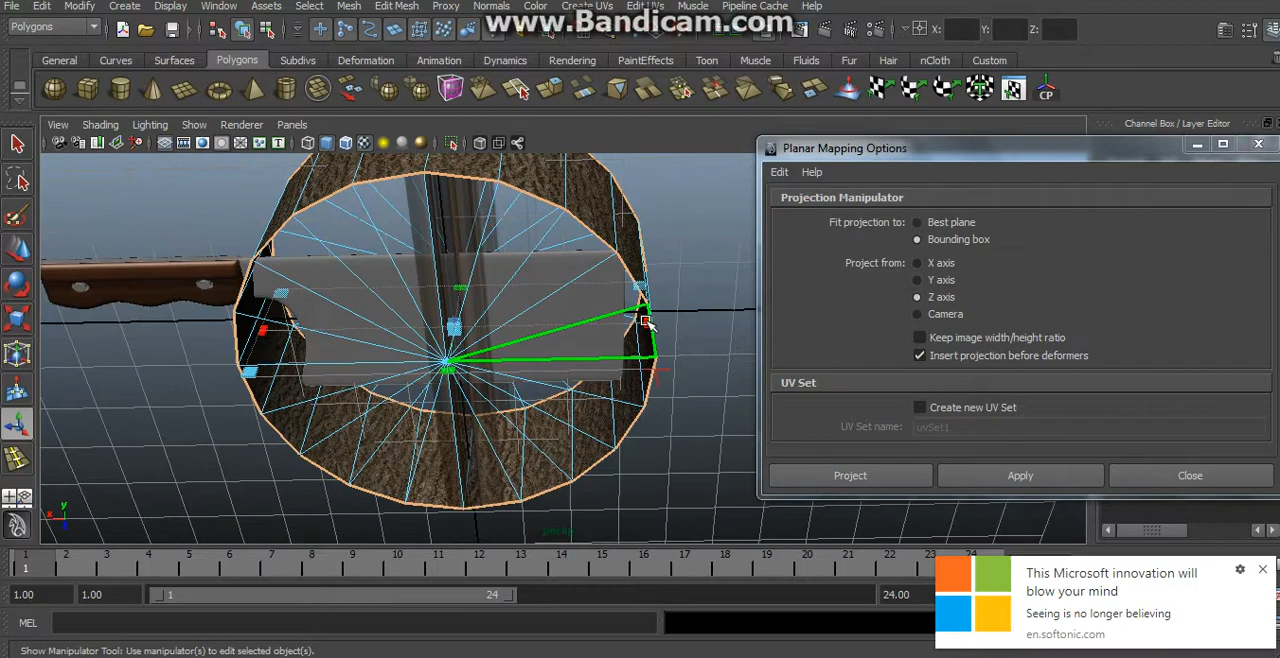 File Edit Modify Create Display Window Assets Select Mesh Edit Mesh Proxy Normals Color Create UVs Edit UVs Muscle Pipeline Cache Help
www.Bandicam.com
Polygons
X: Y: Z:
General Curves Surfaces Polygons Subdivs Deformation Animation Dynamics Rendering PaintEffects Toon Muscle Fluids Fur Hair nCloth Custom
CP
View Shading Lighting Show Renderer Panels
Channel Box / Layer Editor
Planar Mapping Options
Edit Help
Projection Manipulator
Fit projection to: Best plane
Bounding box
Project from: X axis
Y axis
Z axis
Camera
Keep image width/height ratio
Insert projection before deformers
UV Set
Create new UV Set
UV Set name: uvSet1
Project Apply Close
y
x
persp
1 2 3 4 5 6 7 8 9 10 11 12 13 14 15 16 17 18 19 20 21 22 23 24
1
1.00 1.00 1 24 24.00
MEL
Show Manipulator Tool: Use manipulator(s) to edit selected object(s).
This Microsoft innovation will
blow your mind
Seeing is no longer believing
en.softonic.com